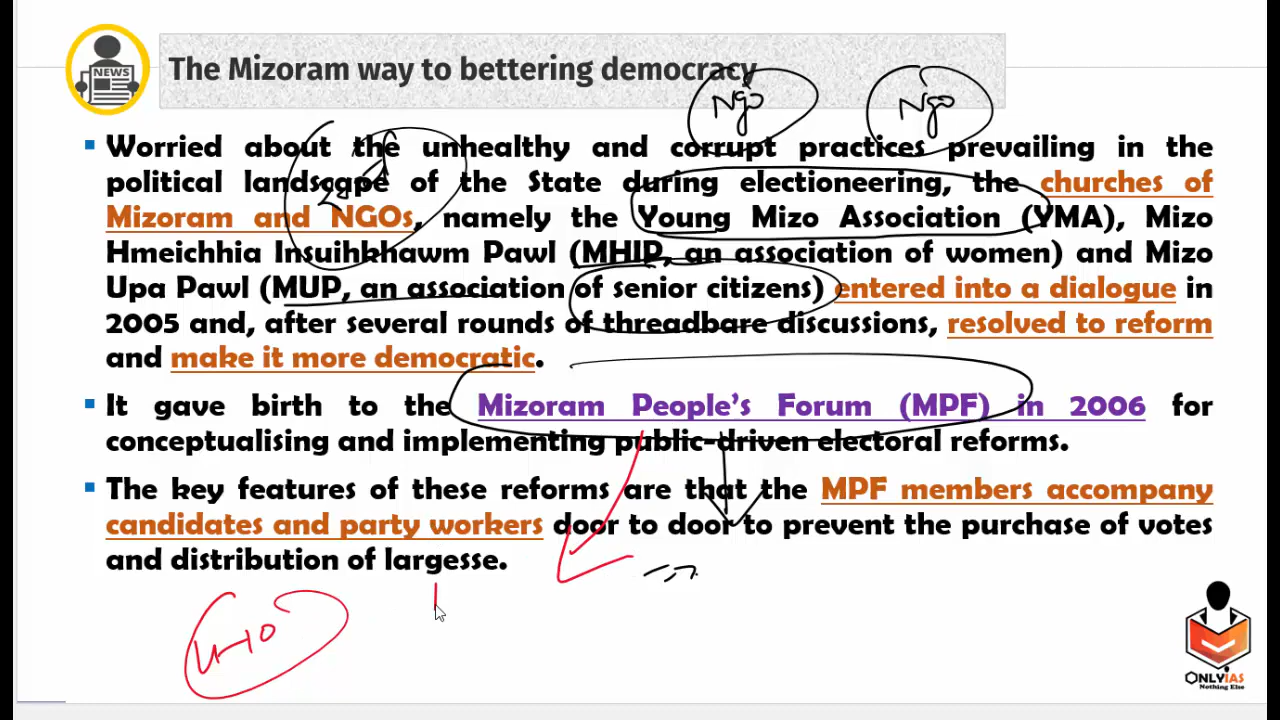 NEWS
The Mizoram way to bettering democracy
Ngo
Ngo
Worried about the unhealthy and corrupt practices prevailing in the
political landscape of the State during electioneering, the churches of
Mizoram and NGOs, namely the Young Mizo Association (YMA), Mizo
Hmeichhia Insuihkhawm Pawl (MHIP, an association of women) and Mizo
Upa Pawl (MUP, an association of senior citizens) entered into a dialogue in
2005 and, after several rounds of threadbare discussions, resolved to reform
and make it more democratic.
It gave birth to the Mizoram People's Forum (MPF) in 2006 for
conceptualising and implementing public-driven electoral reforms.
The key features of these reforms are that the MPF members accompany
candidates and party workers door to door to prevent the purchase of votes
and distribution of largesse.
ONLYIAS
Nothing Else